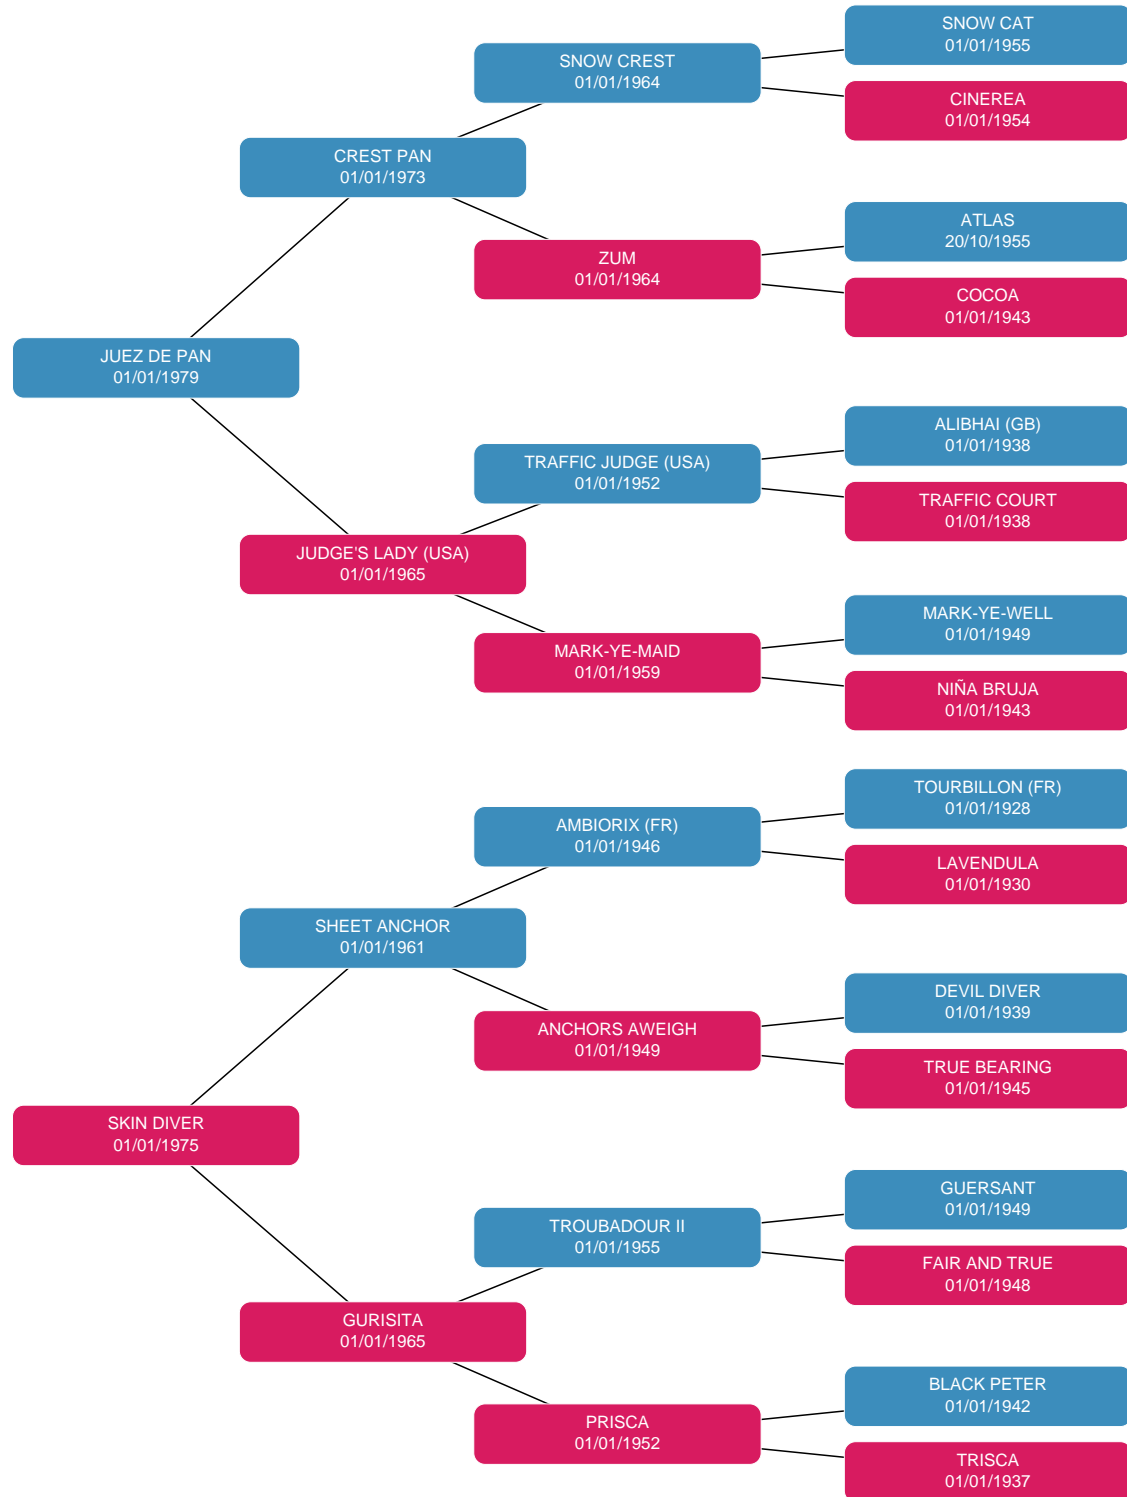 SNOW CAT
01/01/1955
SNOW CREST
01/01/1964
CINEREA
01/01/1954
CREST PAN
01/01/1973
ATLAS
20/10/1955
ZUM
01/01/1964
COCOA
01/01/1943
JUEZ DE PAN
01/01/1979
ALIBHAI (GB)
01/01/1938
TRAFFIC JUDGE (USA)
01/01/1952
TRAFFIC COURT
01/01/1938
JUDGE'S LADY (USA)
01/01/1965
MARK-YE-WELL
01/01/1949
MARK-YE-MAID
01/01/1959
NIÑA BRUJA
01/01/1943
TOURBILLON (FR)
01/01/1928
AMBIORIX (FR)
01/01/1946
LAVENDULA
01/01/1930
SHEET ANCHOR
01/01/1961
DEVIL DIVER
01/01/1939
ANCHORS AWEIGH
01/01/1949
TRUE BEARING
01/01/1945
SKIN DIVER
01/01/1975
GUERSANT
01/01/1949
TROUBADOUR II
01/01/1955
FAIR AND TRUE
01/01/1948
GURISITA
01/01/1965
BLACK PETER
01/01/1942
PRISCA
01/01/1952
TRISCA
01/01/1937